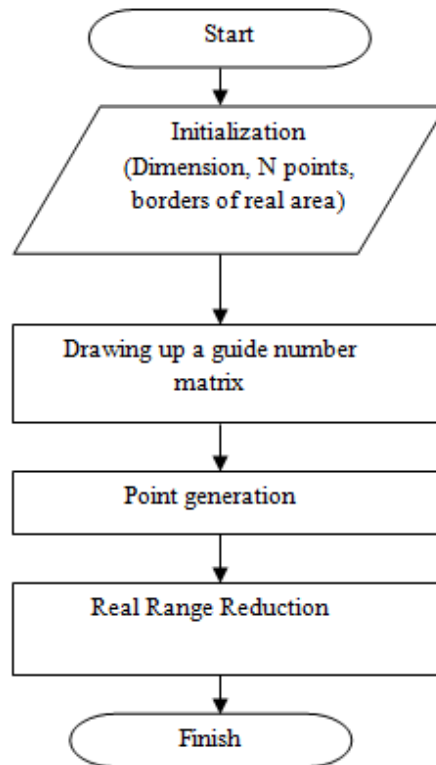 Start
Initialization
(Dimension, N points,
borders of real area)
Drawing up a guide number
matrix
Point generation
Real Range Reduction
Finish